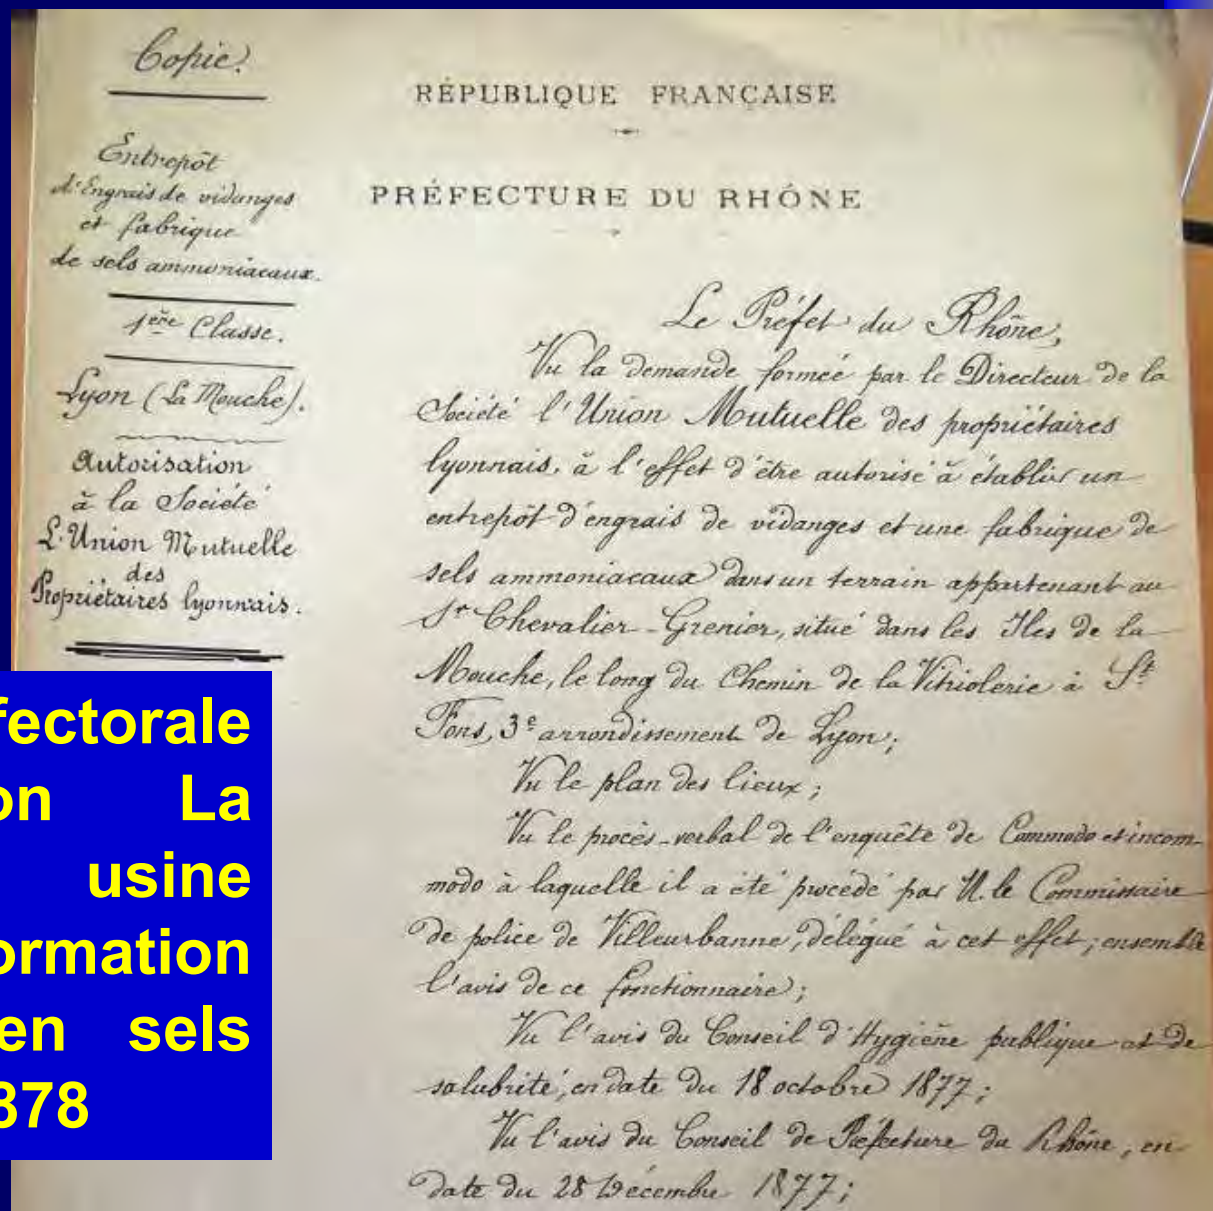 Copie.
Entrepôt
d'Engrais de vidanges
et fabrique
de sels ammoniacaux.
1ère Classe.
Lyon (La Mouche).
Autorisation
à la Société
L'Union Mutuelle
des
Propriétaires lyonnais.
RÉPUBLIQUE FRANÇAISE
PRÉFECTURE DU RHÔNE
Le Préfet du Rhône,
Vu la demande formée par le Directeur de la
Société l'Union Mutuelle des propriétaires
lyonnais, à l'effet d'être autorisé à établir un
entrepôt d'engrais de vidanges et une fabrique de
sels ammoniacaux dans un terrain appartenant au
Sr Chevalier-Grenier, situé dans les Iles de la
Mouche, le long du Chemin de la Vitriolerie à St
Fons, 3e arrondissement de Lyon;
Vu le plan des lieux;
Vu le procès-verbal de l'enquête de Commodo et incom-
modo à laquelle il a été procédé par M. le Commissaire
de police de Villeurbanne, délégué à cet effet; ensemble
l'avis de ce fonctionnaire;
Vu l'avis du Conseil d'Hygiène publique et de
salubrité, en date du 18 octobre 1877;
Vu l'avis du Conseil de Préfecture du Rhône, en
date du 28 Décembre 1877;
fectorale
on La
usine
ormation
en sels
878